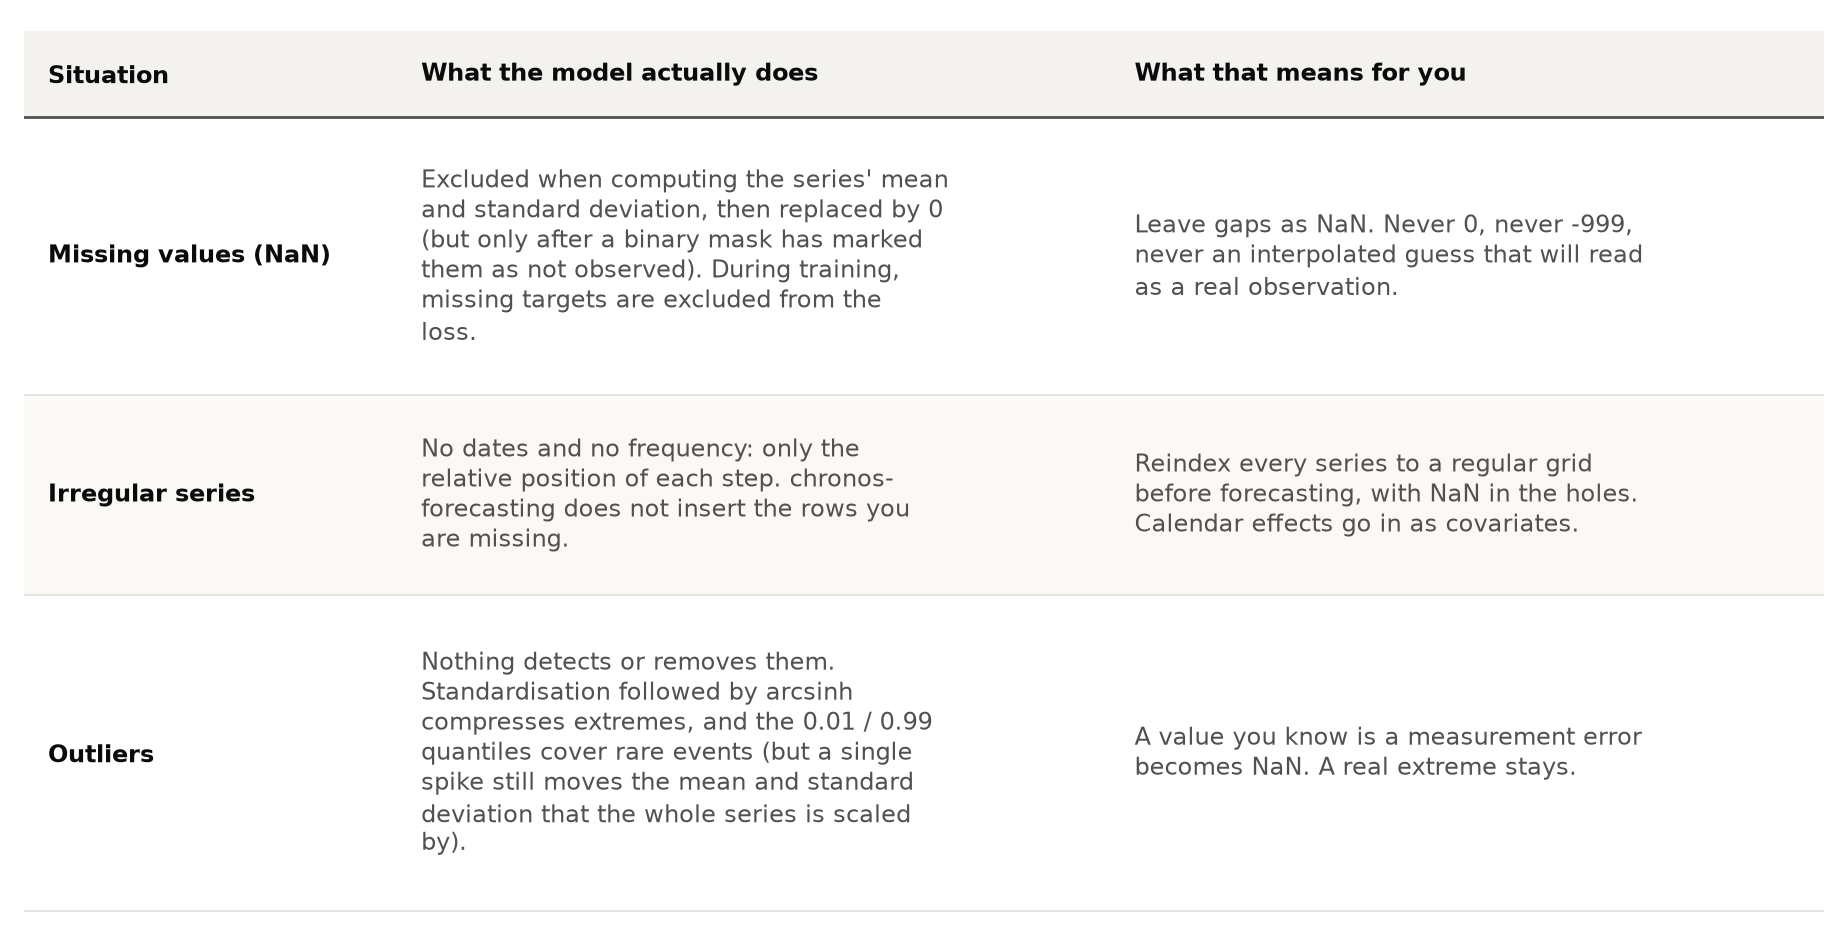 Situation
What the model actually does
What that means for you
Missing values (NaN)
Excluded when computing the series' mean
and standard deviation, then replaced by 0
(but only after a binary mask has marked
them as not observed). During training,
missing targets are excluded from the
loss.
Leave gaps as NaN. Never 0, never -999,
never an interpolated guess that will read
as a real observation.
Irregular series
No dates and no frequency: only the
relative position of each step. chronos-
forecasting does not insert the rows you
are missing.
Reindex every series to a regular grid
before forecasting, with NaN in the holes.
Calendar effects go in as covariates.
Outliers
Nothing detects or removes them.
Standardisation followed by arcsinh
compresses extremes, and the 0.01 / 0.99
quantiles cover rare events (but a single
spike still moves the mean and standard
deviation that the whole series is scaled
by).
A value you know is a measurement error
becomes NaN. A real extreme stays.